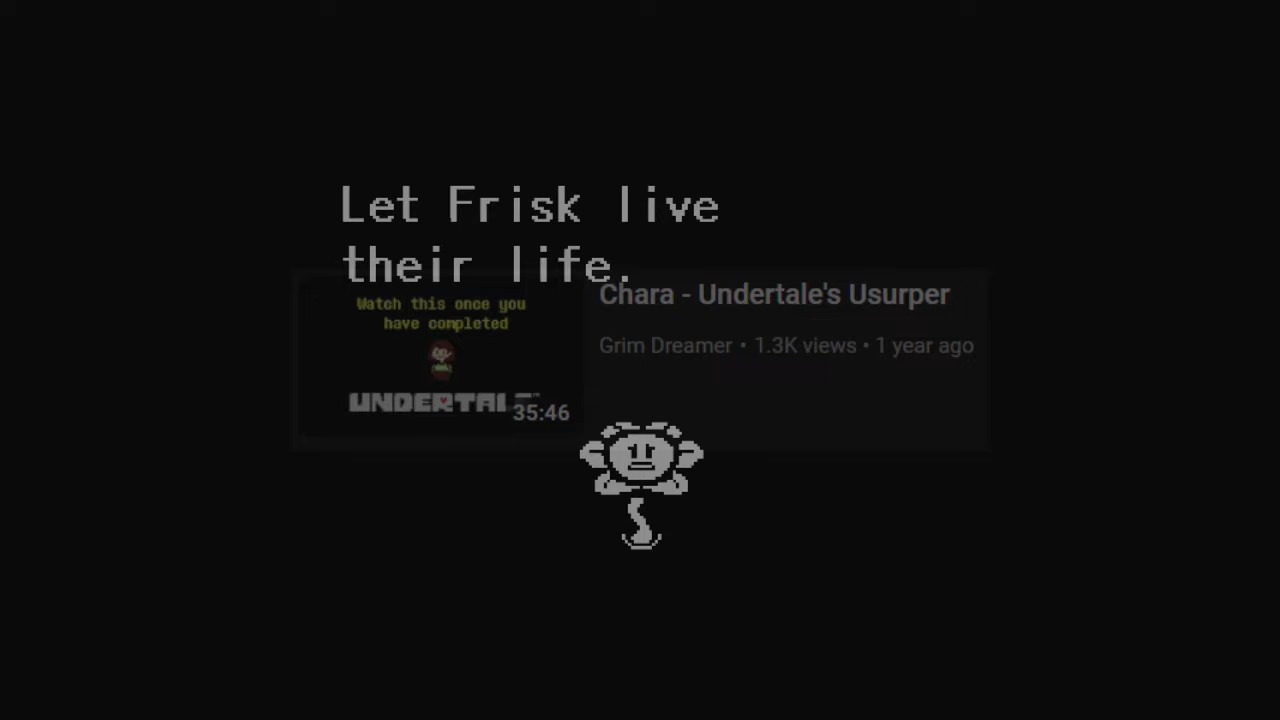 Let Frisk live
their life.
Chara - Undertale's Usurper
Watch this once you
have completed
Grim Dreamer • 1.3K views • 1 year ago
UNDERTALE
35:46